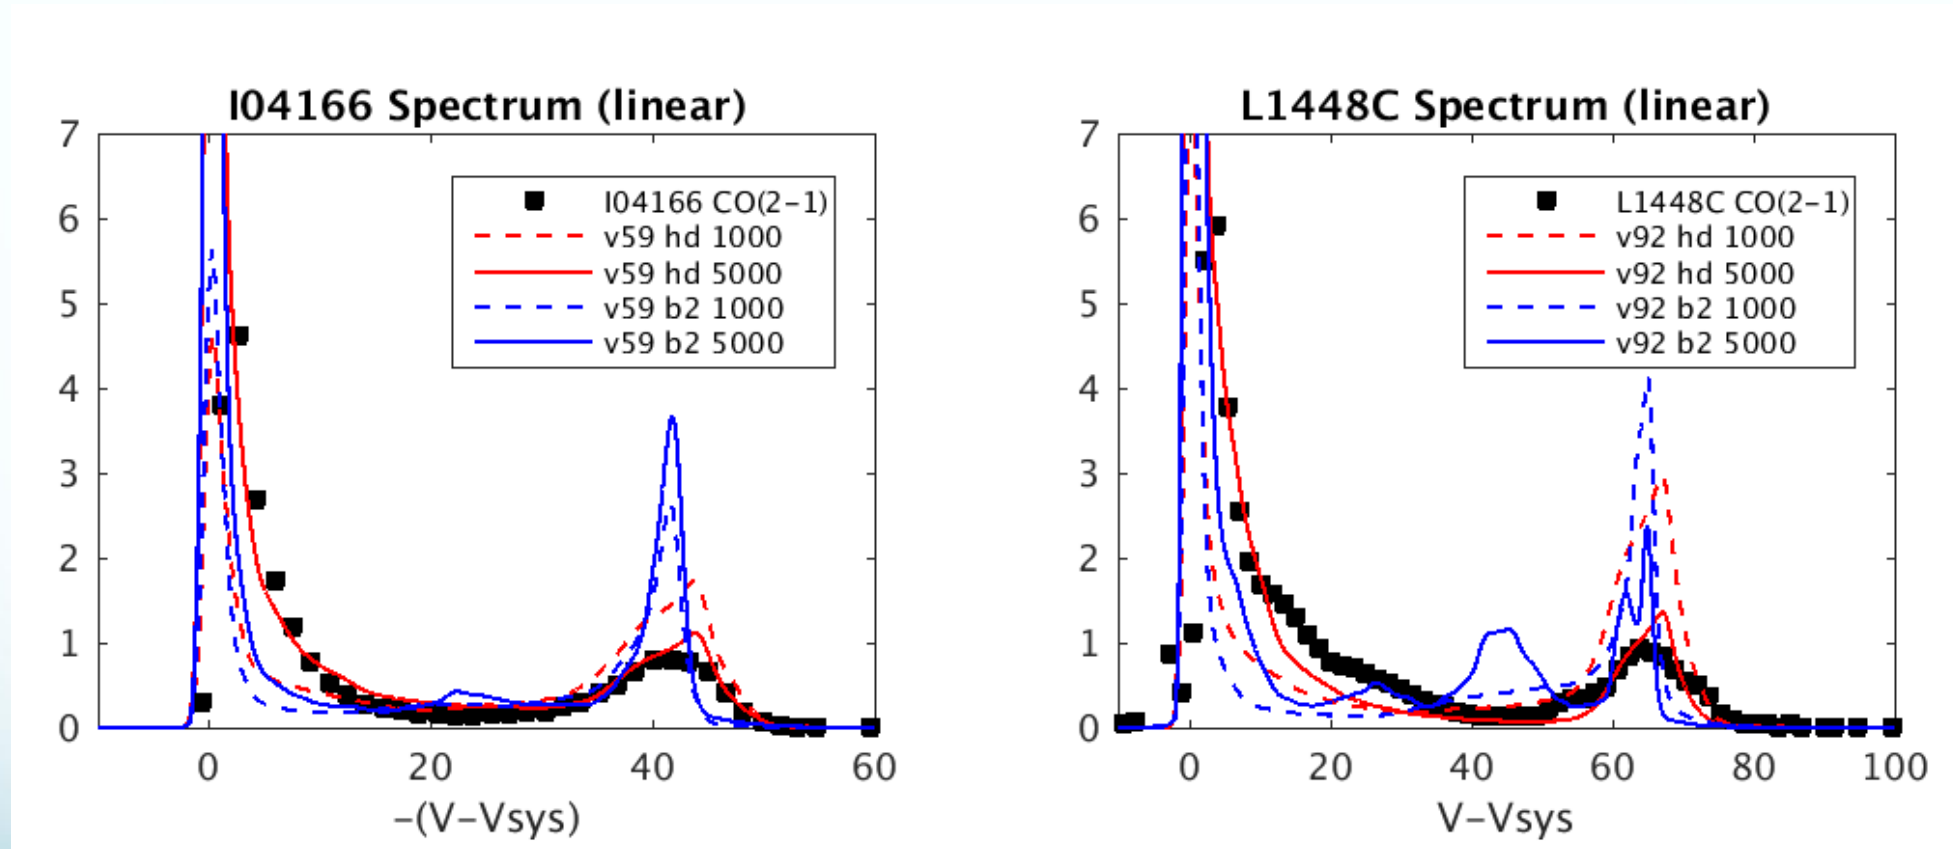 I04166 Spectrum (linear)
7
6
5
4
3
2
1
0
0 20 40 60
-(V-Vsys)
I04166 CO(2-1)
v59 hd 1000
v59 hd 5000
v59 b2 1000
v59 b2 5000
L1448C Spectrum (linear)
7
6
5
4
3
2
1
0
0 20 40 60 80 100
V-Vsys
L1448C CO(2-1)
v92 hd 1000
v92 hd 5000
v92 b2 1000
v92 b2 5000